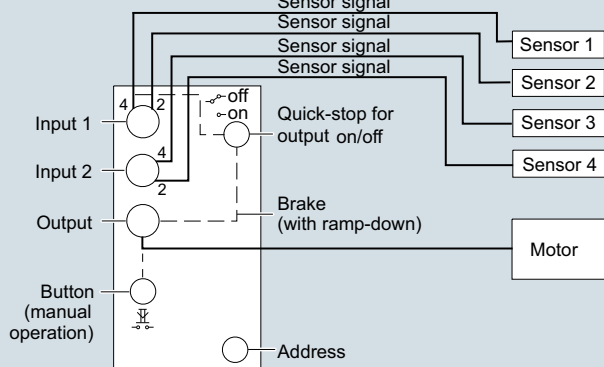 Sensor signal
Sensor signal
Sensor signal
Sensor signal
Sensor 1
Sensor 2
Sensor 3
Sensor 4
4
2
off
on
Input 1
Quick-stop for
output on/off
4
Input 2
2
Brake
(with ramp-down)
Output
Motor
Button
(manual
operation)
Address